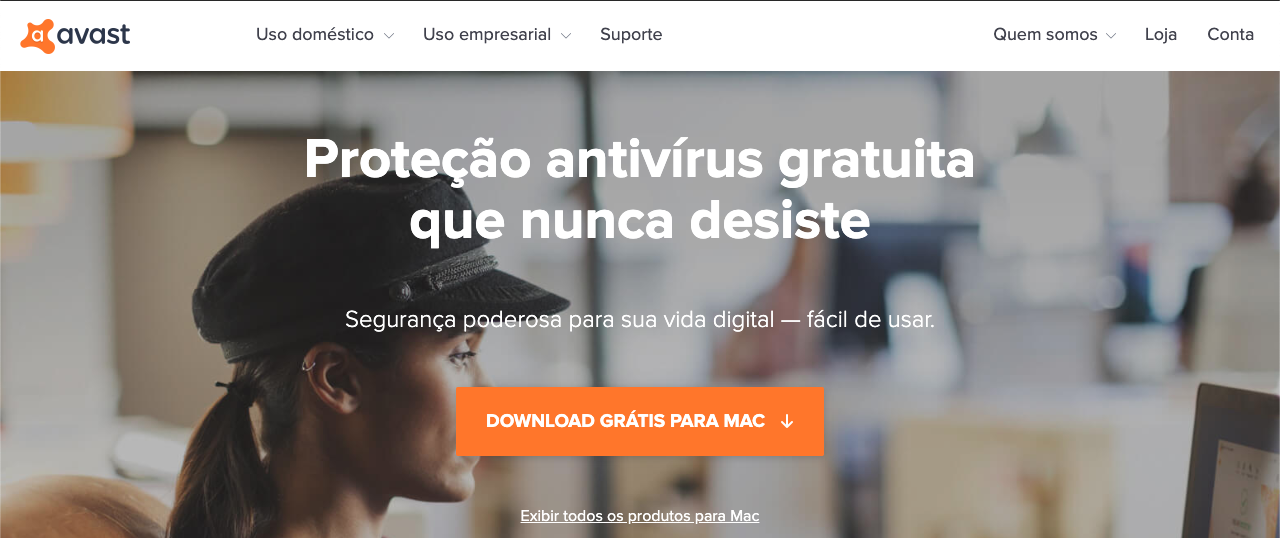 avast
Uso doméstico
Uso empresarial
Suporte
Quem somos
Loja
Conta
Proteção antivírus gratuita
que nunca desiste
Segurança poderosa para sua vida digital — fácil de usar.
DOWNLOAD GRÁTIS PARA MAC
Exibir todos os produtos para Mac